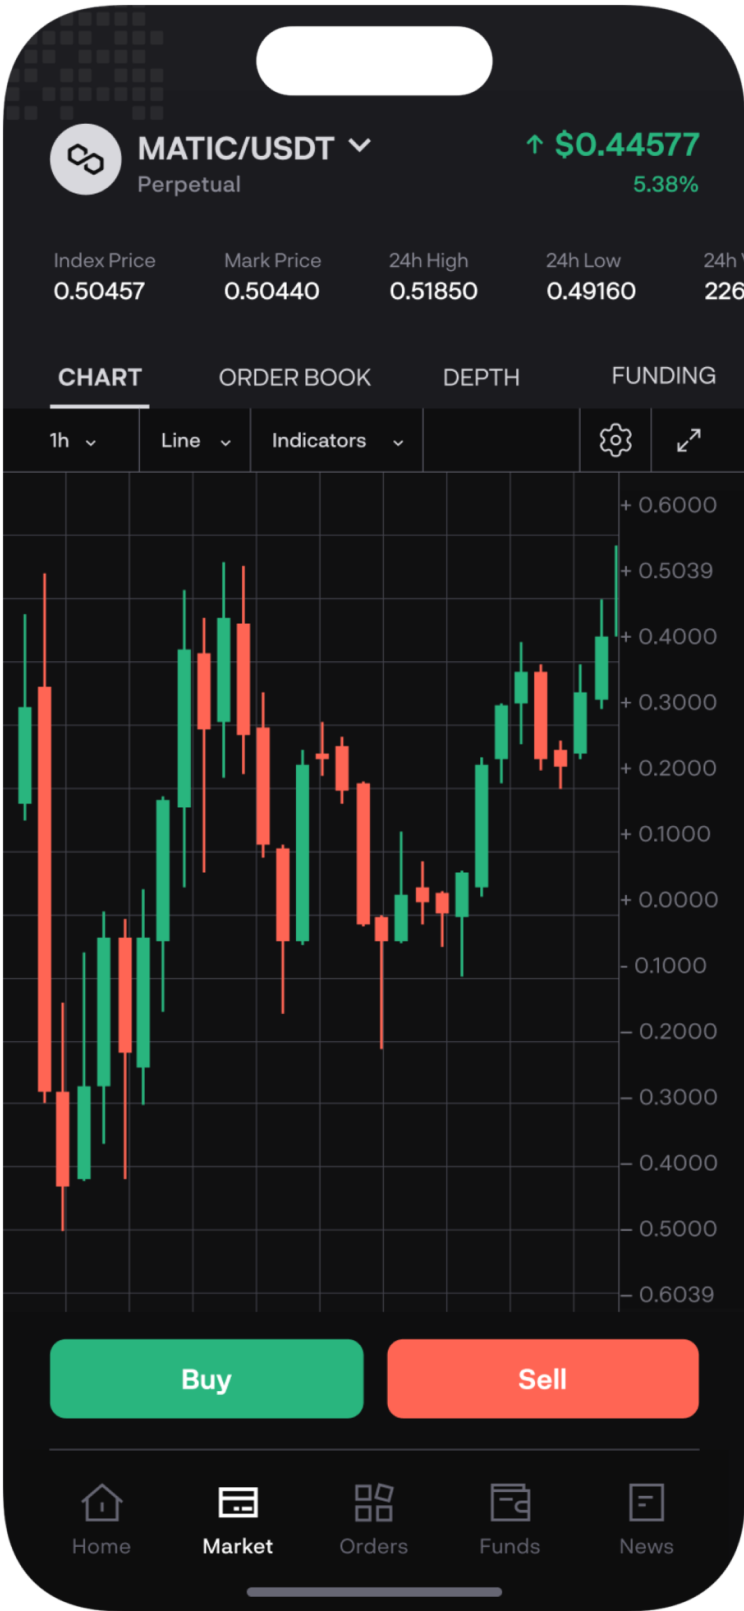 MATIC/USDT
↑ $0.44577
Perpetual
5.38%
Index Price Mark Price 24h High 24h Low 24h
0.50457 0.50440 0.51850 0.49160 226
CHART ORDER BOOK DEPTH FUNDING
1h Line Indicators
+ 0.6000
+ 0.5039
+ 0.4000
+ 0.3000
+ 0.2000
+ 0.1000
+ 0.0000
- 0.1000
– 0.2000
– 0.3000
– 0.4000
– 0.5000
– 0.6039
Buy Sell
Home Market Orders Funds News